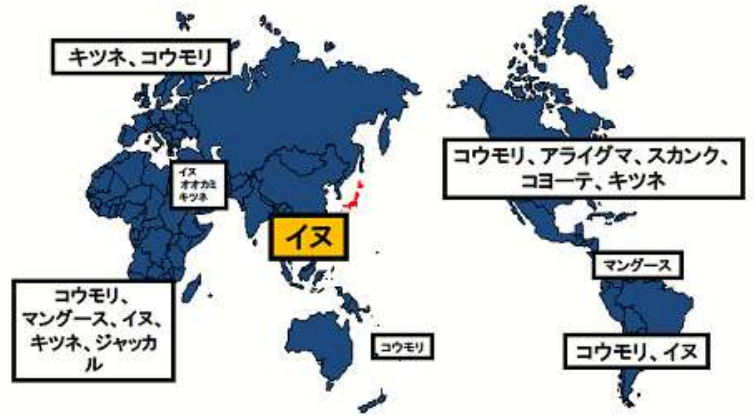 キツネ、コウモリ
イヌ
オオカミ
キツネ
イヌ
コウモリ、
マングース、イヌ、
キツネ、ジャッカ
ル
コウモリ
コウモリ、アライグマ、スカンク、
コヨーテ、キツネ
マングース
コウモリ、イヌ